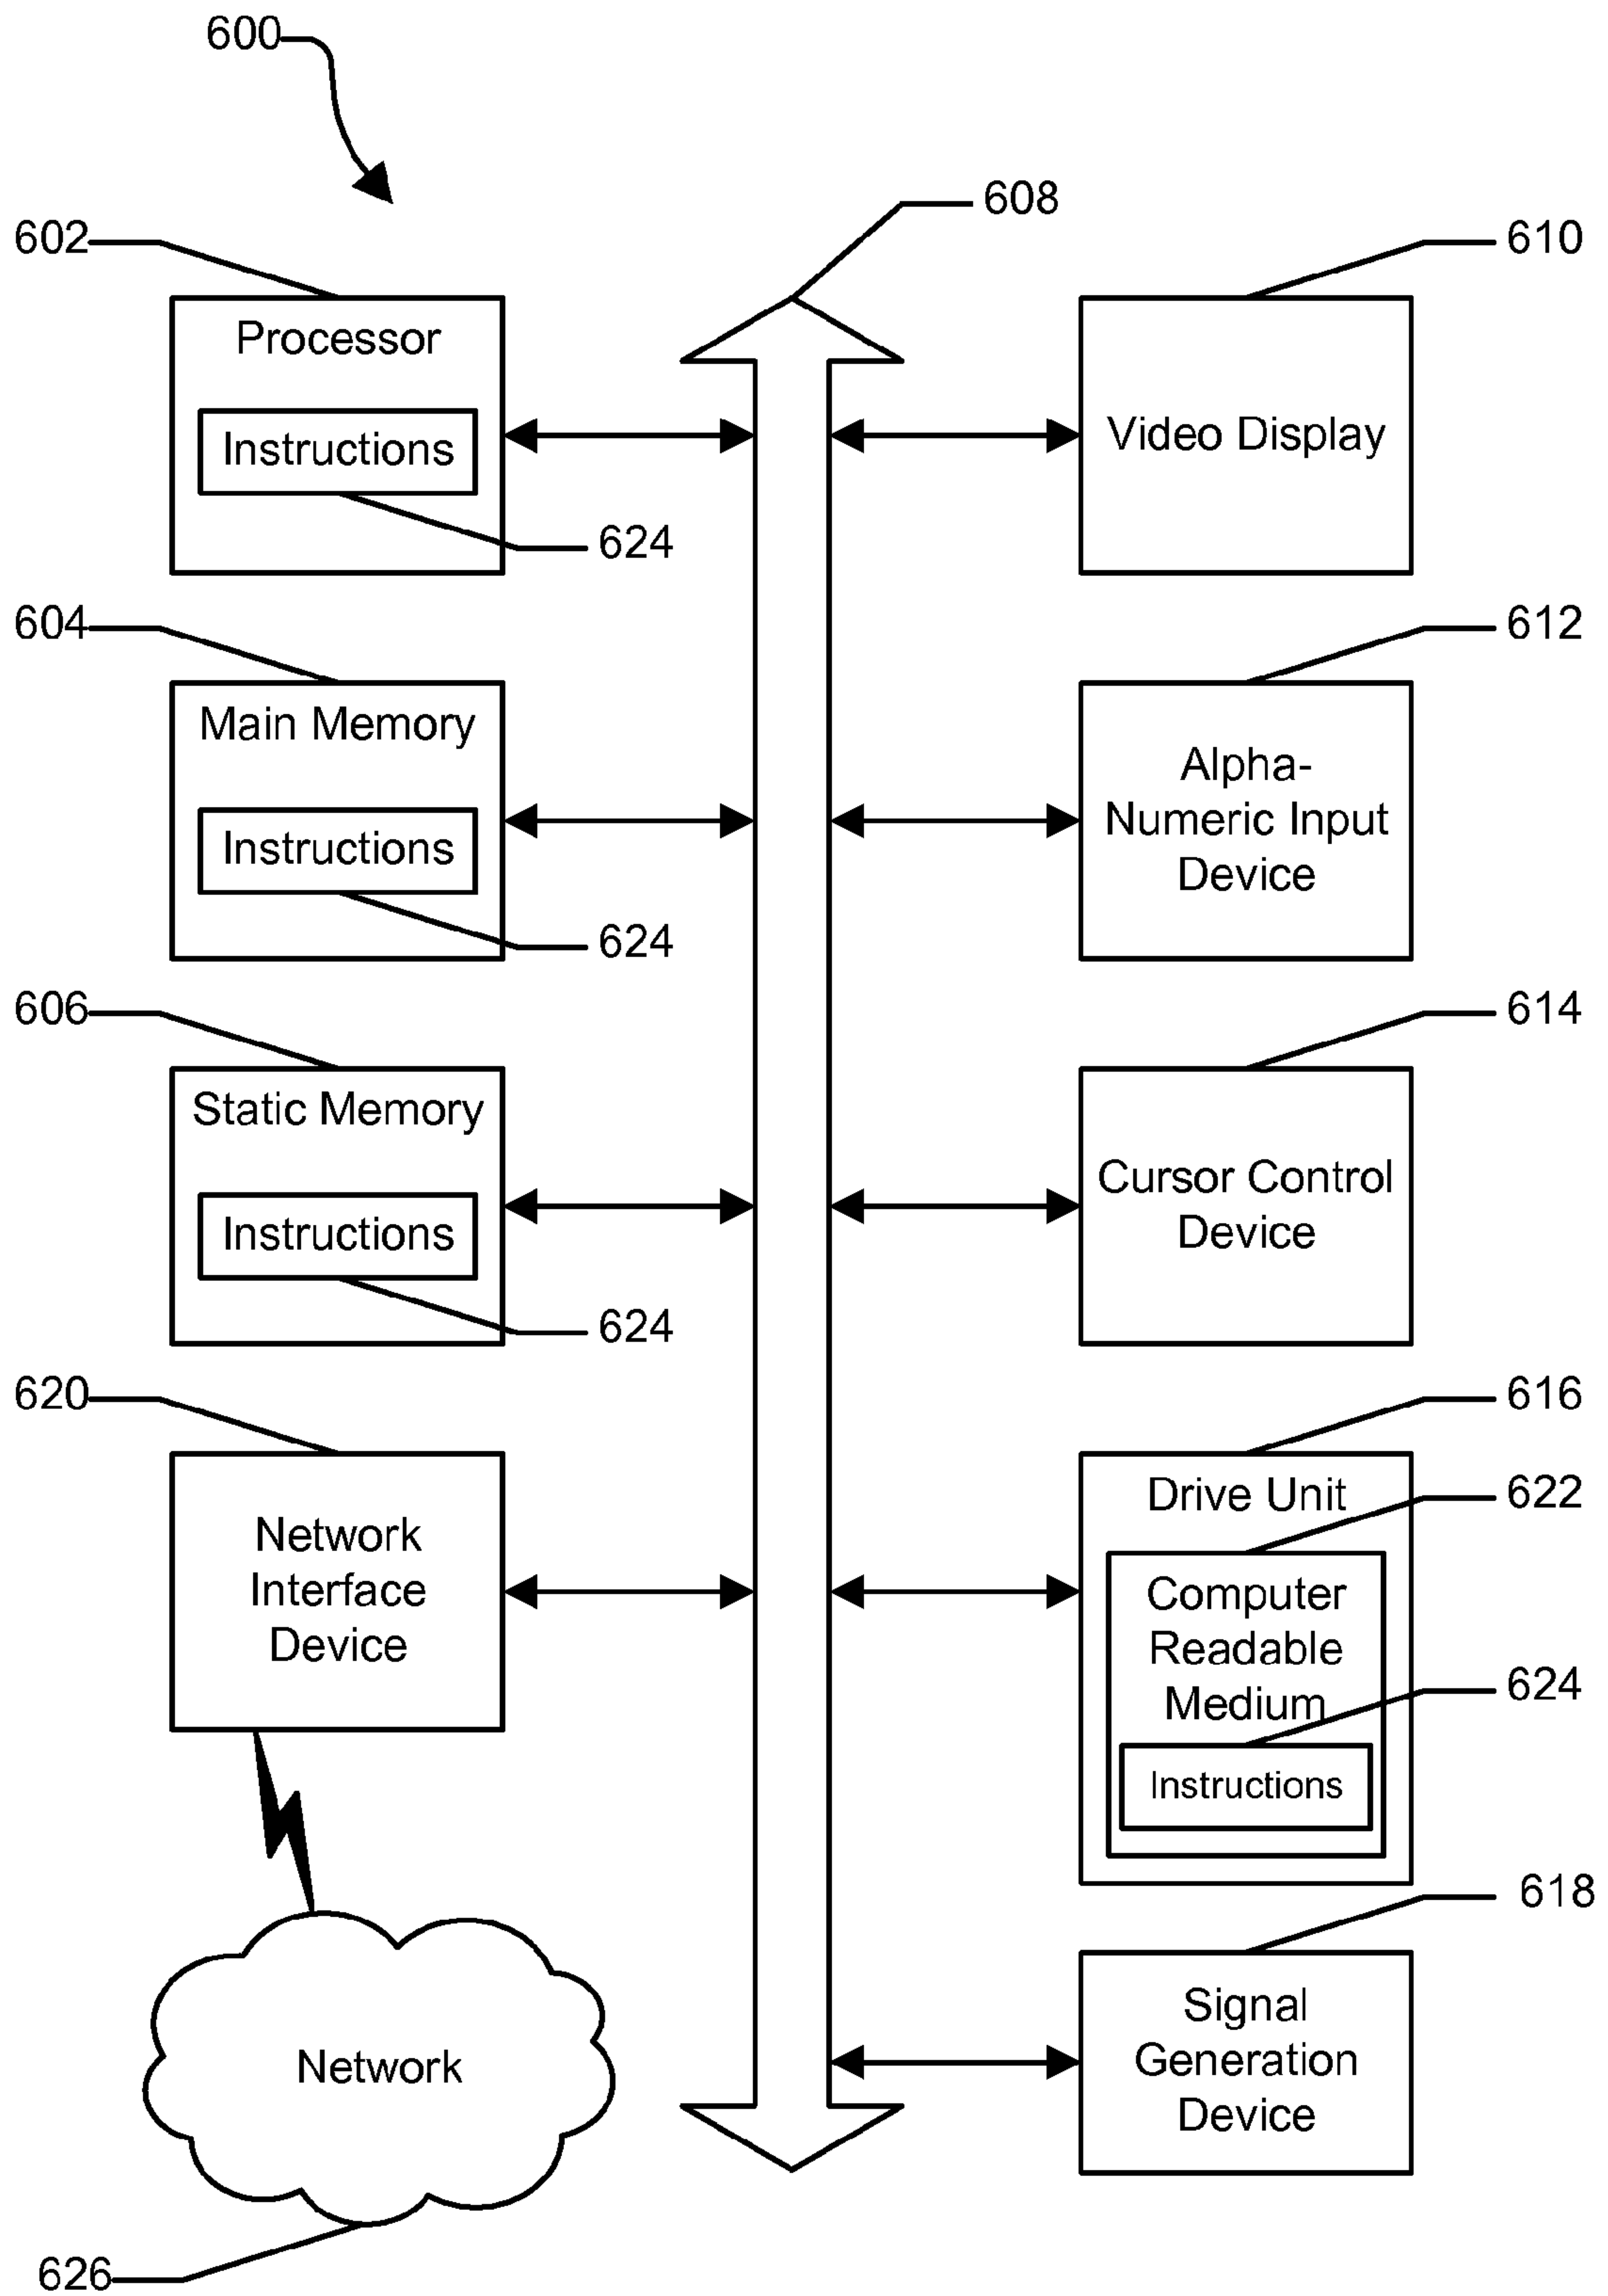 600
608
602
610
Processor
Instructions
Video Display
624
604
612
Main Memory
Instructions
Alpha-
Numeric Input
Device
624
606
614
Static Memory
Instructions
Cursor Control
Device
624
620
616
Network
Interface
Device
Drive Unit
622
Computer
Readable
Medium
624
Instructions
618
Network
Signal
Generation
Device
626